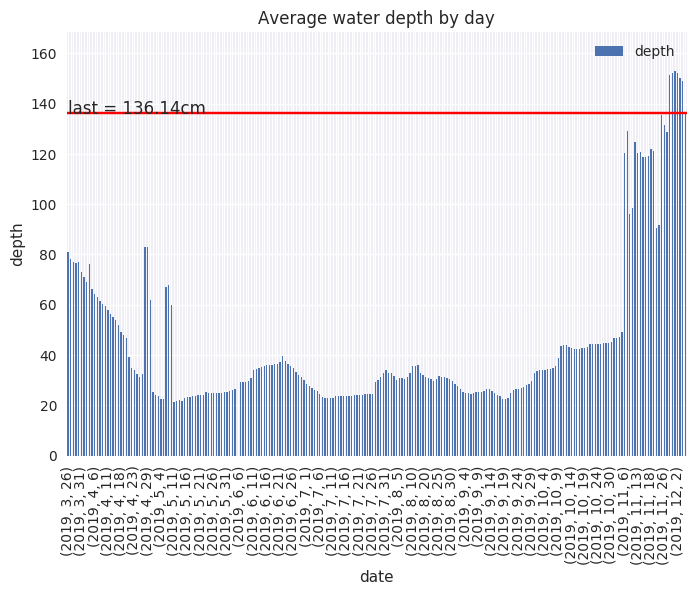 Average water depth by day
depth
last = 136.14cm
160
140
120
100
80
60
40
20
0
depth
(2019, 3, 26)
(2019, 3, 31)
(2019, 4, 6)
(2019, 4, 11)
(2019, 4, 18)
(2019, 4, 23)
(2019, 4, 29)
(2019, 5, 4)
(2019, 5, 11)
(2019, 5, 16)
(2019, 5, 21)
(2019, 5, 26)
(2019, 5, 31)
(2019, 6, 6)
(2019, 6, 11)
(2019, 6, 16)
(2019, 6, 21)
(2019, 6, 26)
(2019, 7, 1)
(2019, 7, 6)
(2019, 7, 11)
(2019, 7, 16)
(2019, 7, 21)
(2019, 7, 26)
(2019, 7, 31)
(2019, 8, 5)
(2019, 8, 10)
(2019, 8, 20)
(2019, 8, 25)
(2019, 8, 30)
(2019, 9, 4)
(2019, 9, 9)
(2019, 9, 14)
(2019, 9, 19)
(2019, 9, 24)
(2019, 9, 29)
(2019, 10, 4)
(2019, 10, 9)
(2019, 10, 14)
(2019, 10, 19)
(2019, 10, 24)
(2019, 10, 30)
(2019, 11, 6)
(2019, 11, 13)
(2019, 11, 18)
(2019, 11, 26)
(2019, 12, 2)
date